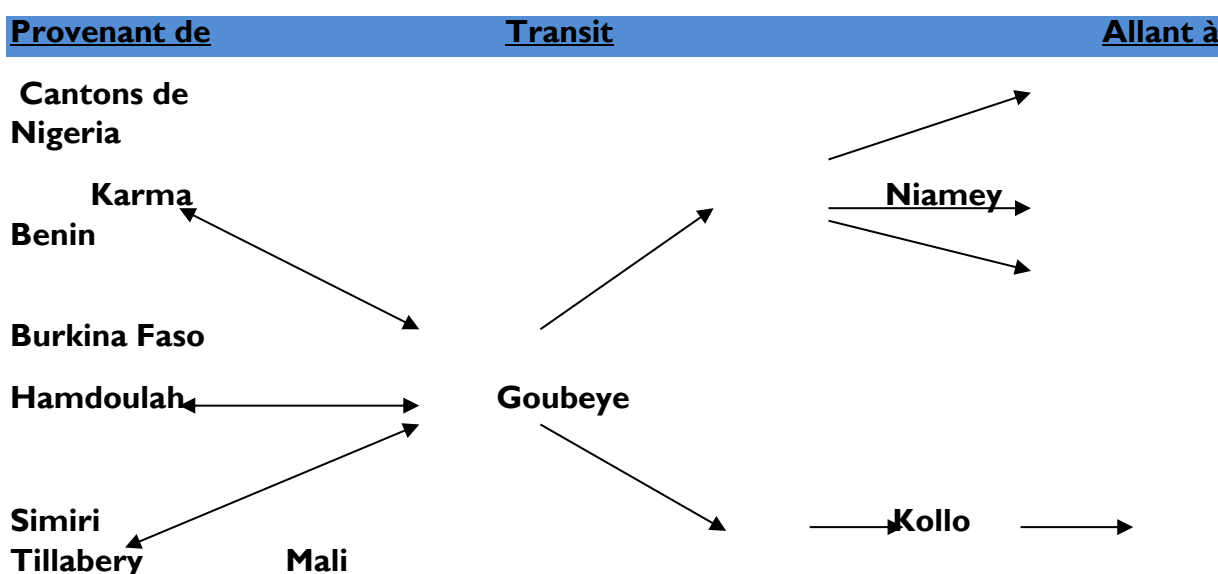 Provenant de Transit Allant à
Cantons de
Nigeria
Karma Niamey
Benin
Burkina Faso
Hamdoulah Goubeye
Simiri Kollo
Tillabery Mali